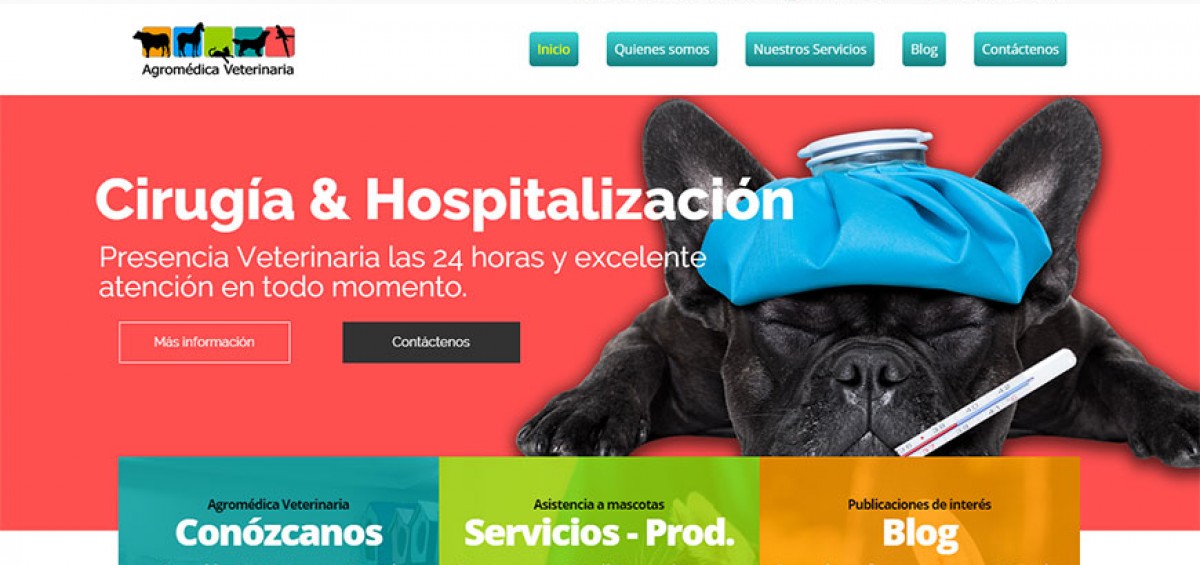 Agromédica Veterinaria
Inicio
Quienes somos
Nuestros Servicios
Blog
Contáctenos
Cirugía & Hospitalización
Presencia Veterinaria las 24 horas y excelente
atención en todo momento.
Más información
Contáctenos
Agromédica Veterinaria
Conózcanos
Asistencia a mascotas
Servicios - Prod.
Publicaciones de interés
Blog